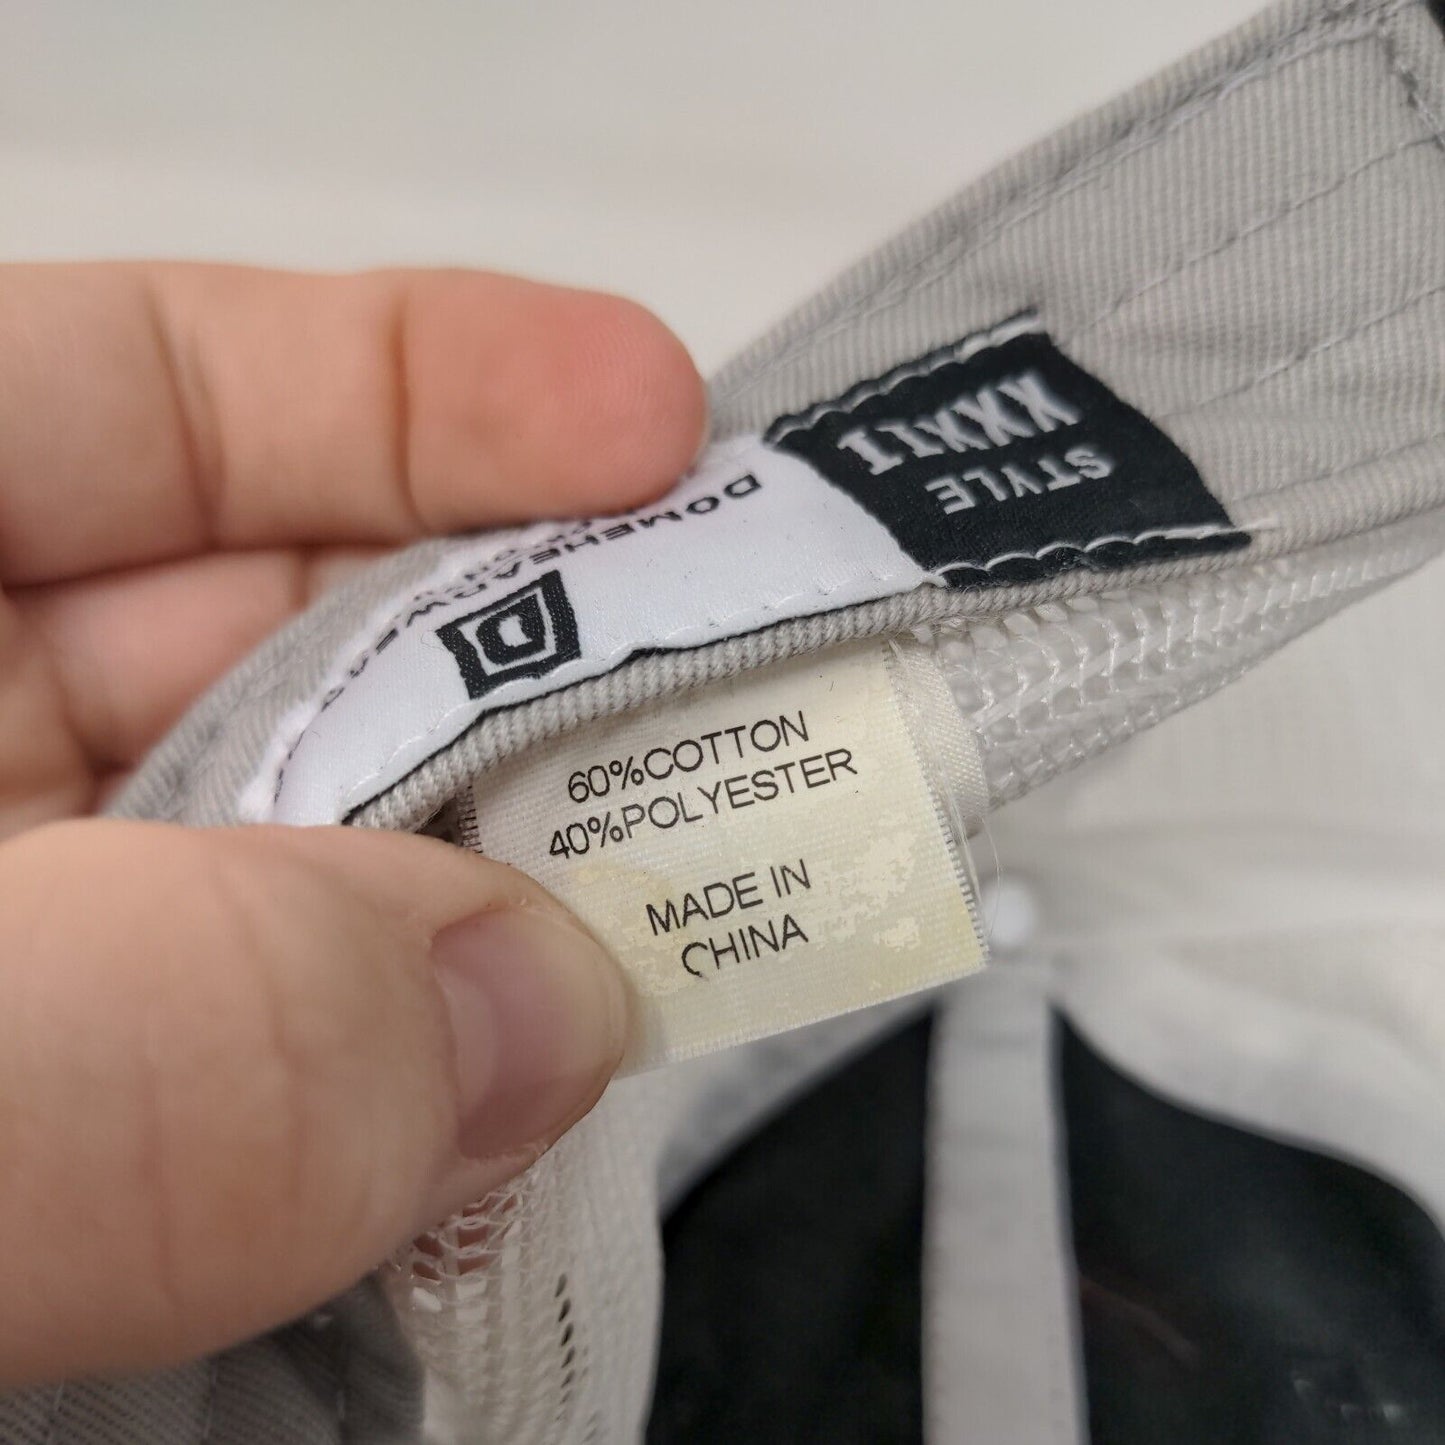 STYLE
XXXII
DOMEHEADWEAR
D
60%COTTON
40%POLYESTER
MADE IN
CHINA